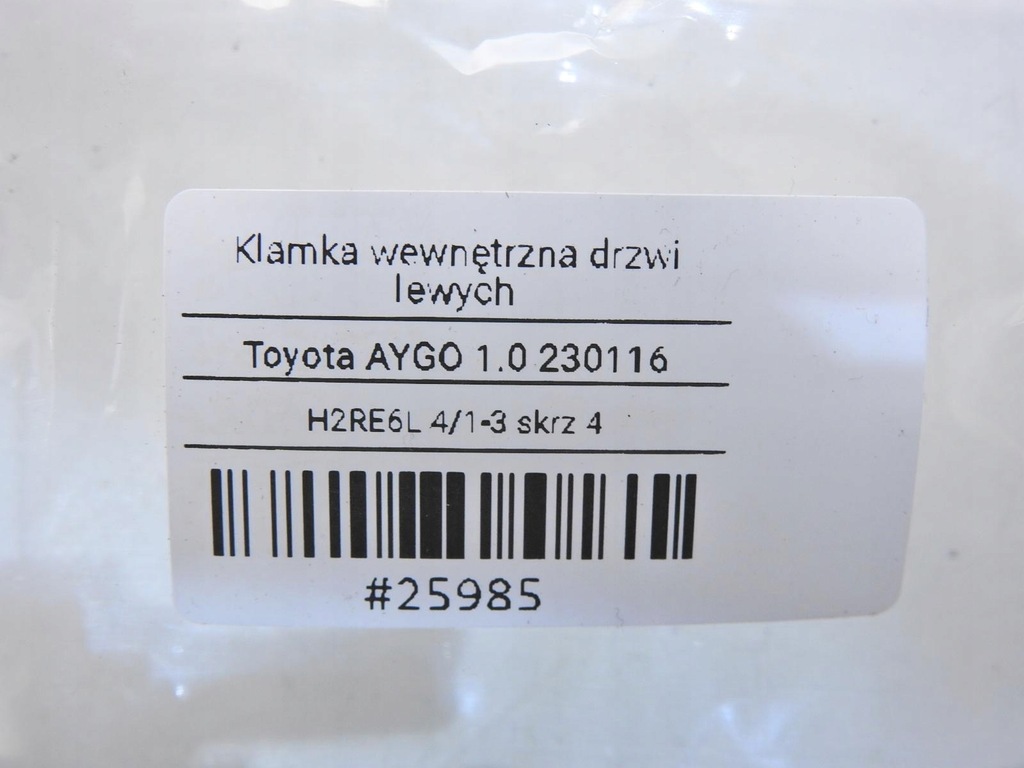 Klamka wewnętrzna drzwi
lewych
Toyota AYGO 1.0 230116
H2RE6L 4/1-3 skrz 4
#25985